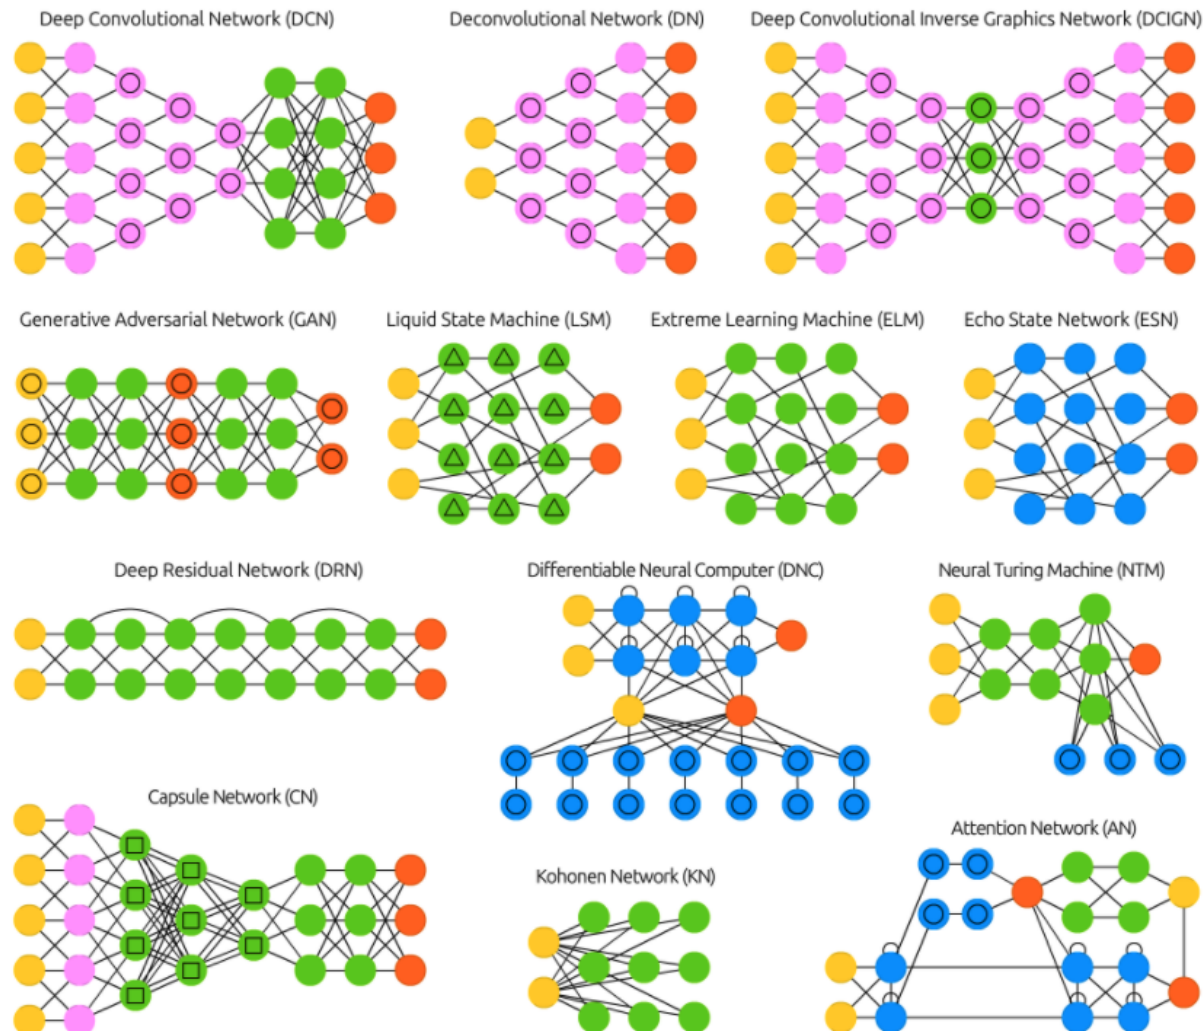 Deep Convolutional Network (DCN)
Deconvolutional Network (DN)
Deep Convolutional Inverse Graphics Network (DCIGN)
Generative Adversarial Network (GAN)
Liquid State Machine (LSM)
Extreme Learning Machine (ELM)
Echo State Network (ESN)
Deep Residual Network (DRN)
Differentiable Neural Computer (DNC)
Neural Turing Machine (NTM)
Capsule Network (CN)
Kohonen Network (KN)
Attention Network (AN)